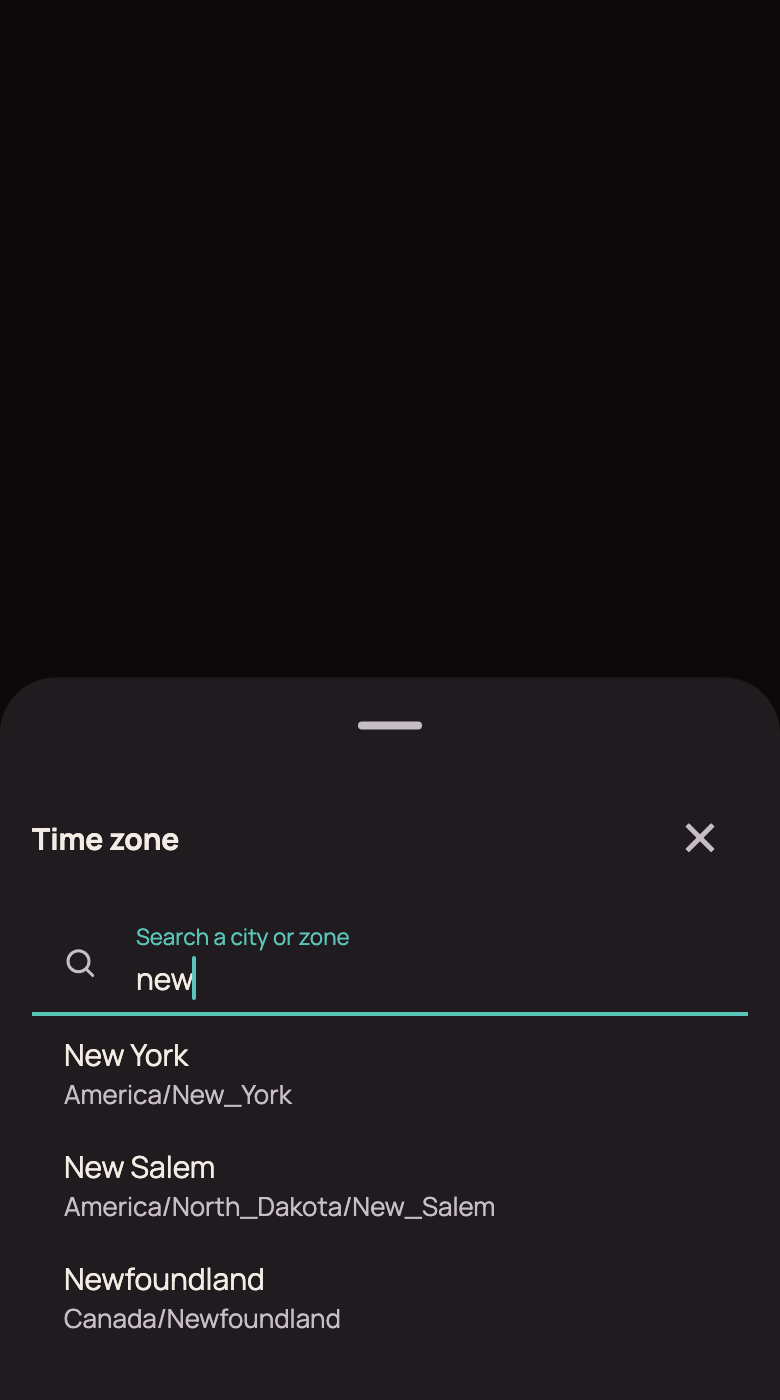 Time zone
Search a city or zone
new
New York
America/New_York
New Salem
America/North_Dakota/New_Salem
Newfoundland
Canada/Newfoundland